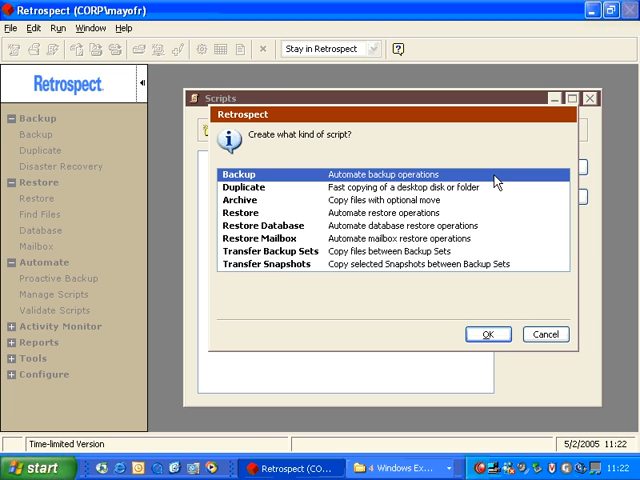 Retrospect (CORP\mayofr)
File Edit Run Window Help
Stay in Retrospect
Retrospect
Backup
Backup
Duplicate
Disaster Recovery
Restore
Restore
Find Files
Database
Mailbox
Automate
Proactive Backup
Manage Scripts
Validate Scripts
Activity Monitor
Reports
Tools
Configure
Scripts
Retrospect
Create what kind of script?
Backup Automate backup operations
Duplicate Fast copying of a desktop disk or folder
Archive Copy files with optional move
Restore Automate restore operations
Restore Database Automate database restore operations
Restore Mailbox Automate mailbox restore operations
Transfer Backup Sets Copy files between Backup Sets
Transfer Snapshots Copy selected Snapshots between Backup Sets
OK Cancel
Time-limited Version 5/2/2005 11:22
start Retrospect (CO... 4 Windows Ex... 11:22